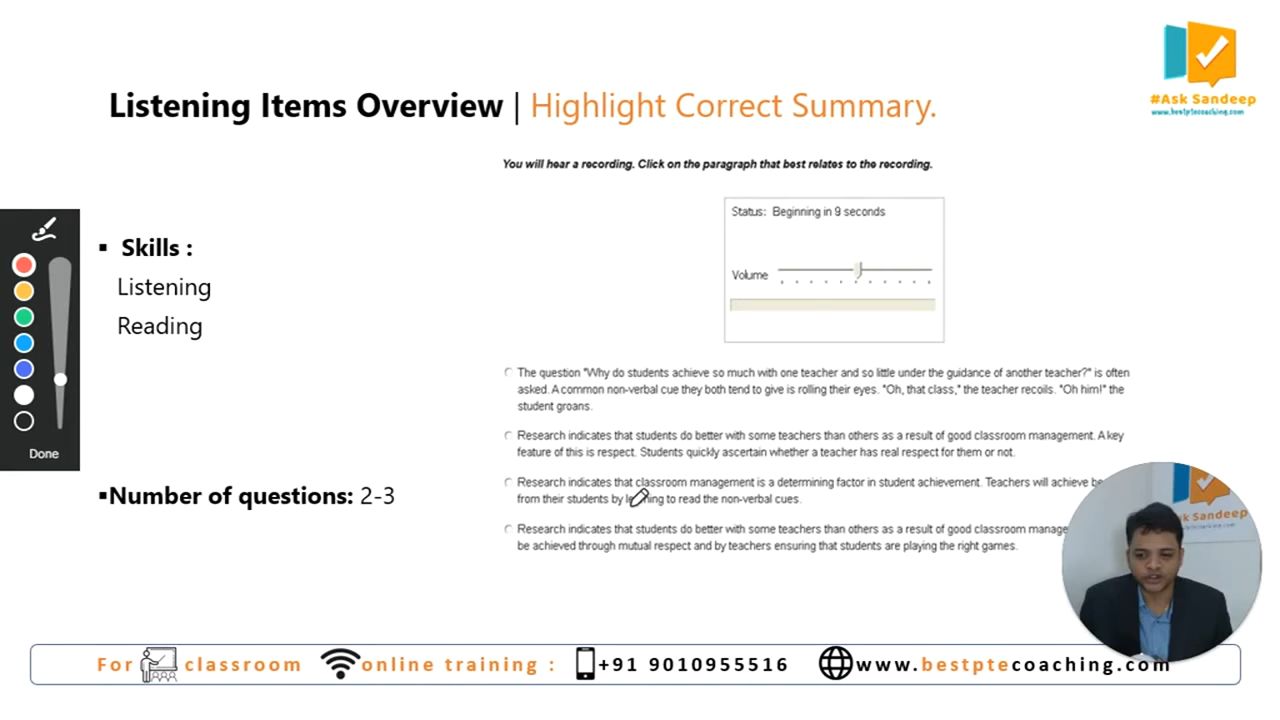 #Ask Sandeep
www.bestptecoaching.com
Listening Items Overview | Highlight Correct Summary.
You will hear a recording. Click on the paragraph that best relates to the recording.
Status: Beginning in 9 seconds
Volume
▪ Skills :
Listening
Reading
Done
▪Number of questions: 2-3
The question "Why do students achieve so much with one teacher and so little under the guidance of another teacher?" is often
asked. A common non-verbal cue they both tend to give is rolling their eyes. "Oh, that class," the teacher recoils. "Oh him!" the
student groans.
Research indicates that students do better with some teachers than others as a result of good classroom management. A key
feature of this is respect. Students quickly ascertain whether a teacher has real respect for them or not.
Research indicates that classroom management is a determining factor in student achievement. Teachers will achieve
from their students by to read the non-verbal cues.
Research indicates that students do better with some teachers than others as a result of good classroom
be achieved through mutual respect and by teachers ensuring that students are playing the right games.
Sandeep
For classroom online training : +91 9010955516 www.bestptecoaching.com